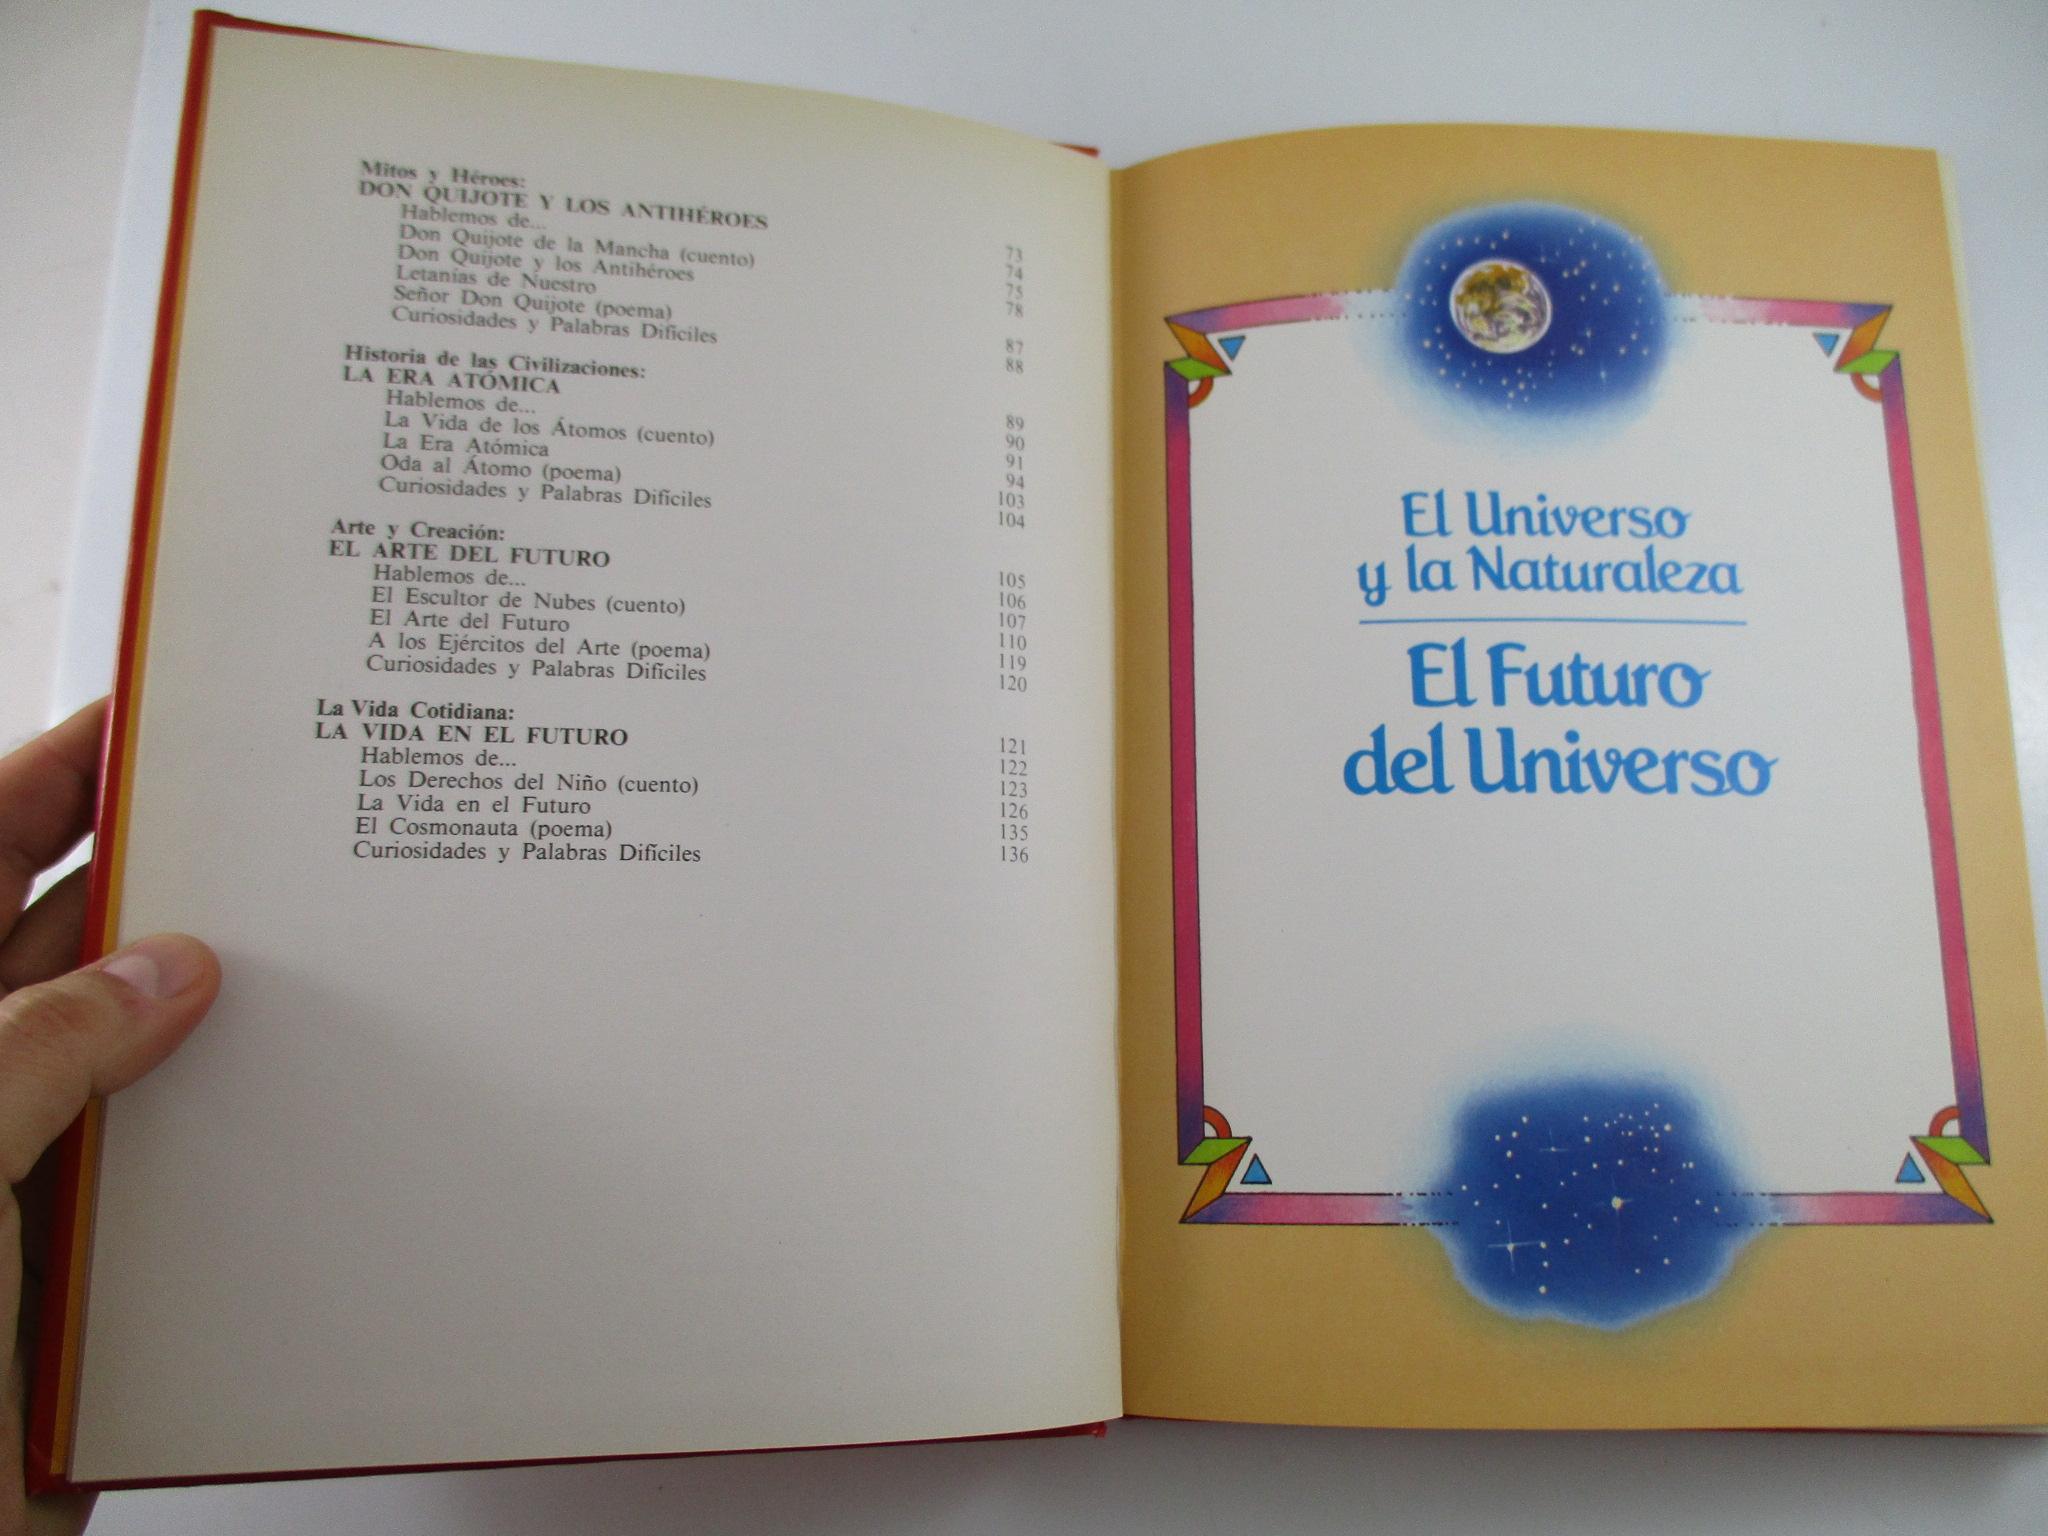 Mitos y Héroes:
DON QUIJOTE Y LOS ANTIHÉROES
Hablemos de... 73
Don Quijote de la Mancha (cuento) 74
Don Quijote y los Antihéroes 75
Letanías de Nuestro 78
Señor Don Quijote (poema) 87
Curiosidades y Palabras Difíciles 88
Historia de las Civilizaciones:
LA ERA ATÓMICA 89
Hablemos de... 90
La Vida de los Átomos (cuento) 91
La Era Atómica 94
Oda al Átomo (poema) 103
Curiosidades y Palabras Difíciles 104
Arte y Creación:
EL ARTE DEL FUTURO 105
Hablemos de... 106
El Escultor de Nubes (cuento) 107
El Arte del Futuro 110
A los Ejércitos del Arte (poema) 119
Curiosidades y Palabras Difíciles 120
La Vida Cotidiana:
LA VIDA EN EL FUTURO 121
Hablemos de... 122
Los Derechos del Niño (cuento) 123
La Vida en el Futuro 126
El Cosmonauta (poema) 135
Curiosidades y Palabras Difíciles 136
El Universo
y la Naturaleza
El Futuro
del Universo